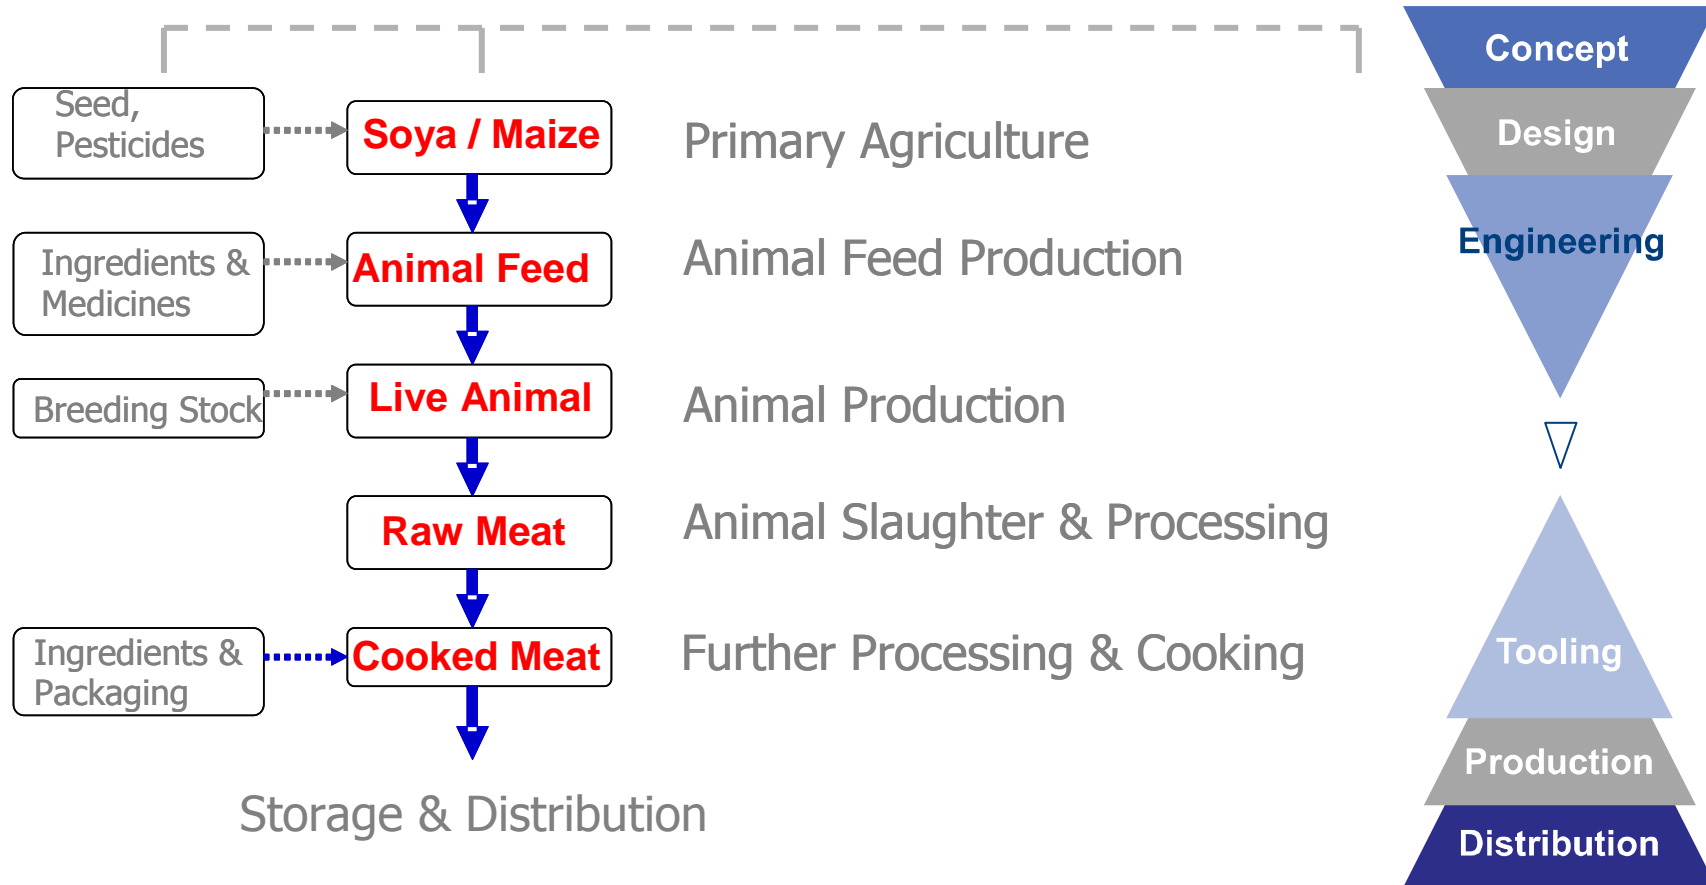 Seed,
Pesticides
Soya / Maize
Primary Agriculture
Ingredients &
Medicines
Animal Feed
Animal Feed Production
Breeding Stock
Live Animal
Animal Production
Raw Meat
Animal Slaughter & Processing
Ingredients &
Packaging
Cooked Meat
Further Processing & Cooking
Storage & Distribution
Concept
Design
Engineering
Tooling
Production
Distribution